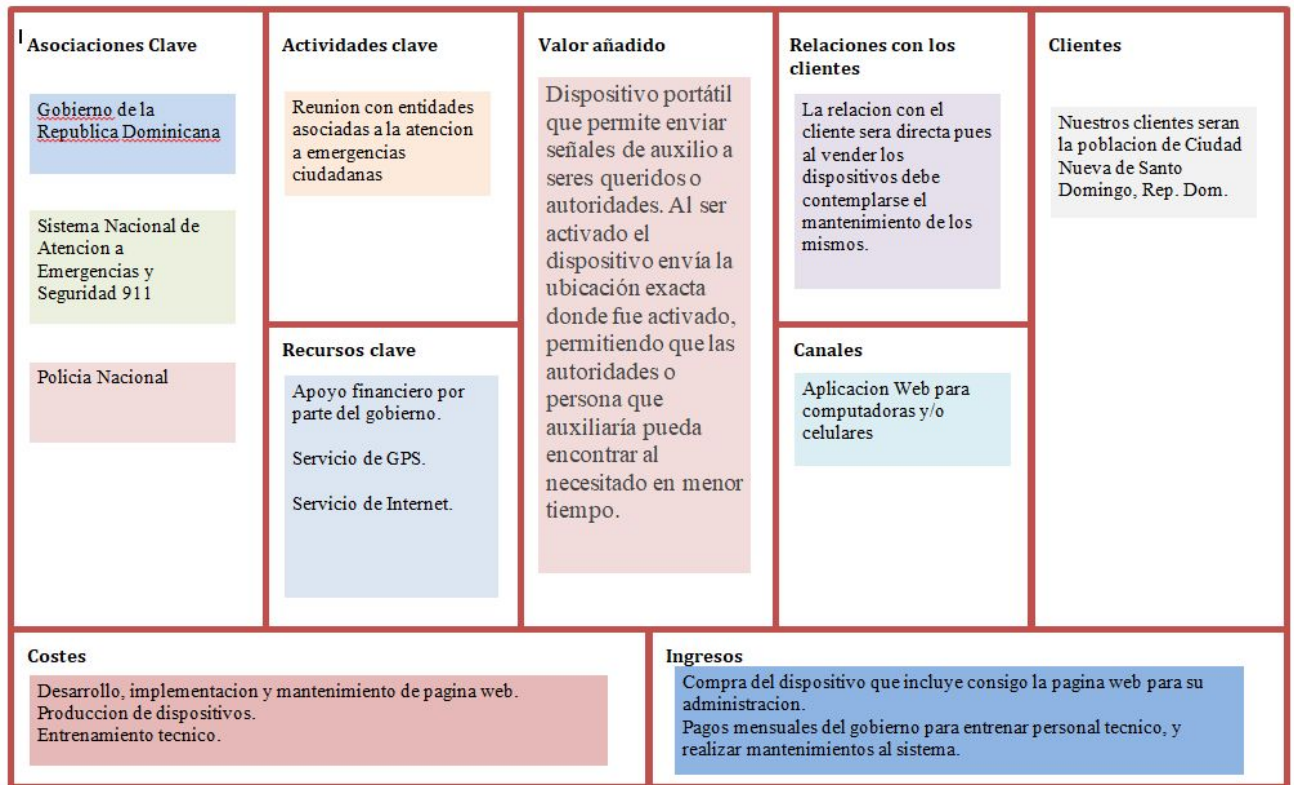 Asociaciones Clave
Gobierno de la
Republica Dominicana
Sistema Nacional de
Atencion a
Emergencias y
Seguridad 911
Policia Nacional
Actividades clave
Reunion con entidades
asociadas a la atencion
a emergencias
ciudadanas
Recursos clave
Apoyo financiero por
parte del gobierno.
Servicio de GPS.
Servicio de Internet.
Valor añadido
Dispositivo portátil
que permite enviar
señales de auxilio a
seres queridos o
autoridades. Al ser
activado el
dispositivo envía la
ubicación exacta
donde fue activado,
permitiendo que las
autoridades o
persona que
auxiliaría pueda
encontrar al
necesitado en menor
tiempo.
Relaciones con los
clientes
La relacion con el
cliente sera directa pues
al vender los
dispositivos debe
contemplarse el
mantenimiento de los
mismos.
Canales
Aplicacion Web para
computadoras y/o
celulares
Clientes
Nuestros clientes seran
la poblacion de Ciudad
Nueva de Santo
Domingo, Rep. Dom.
Costes
Desarrollo, implementacion y mantenimiento de pagina web.
Produccion de dispositivos.
Entrenamiento tecnico.
Ingresos
Compra del dispositivo que incluye consigo la pagina web para su
administracion.
Pagos mensuales del gobierno para entrenar personal tecnico, y
realizar mantenimientos al sistema.